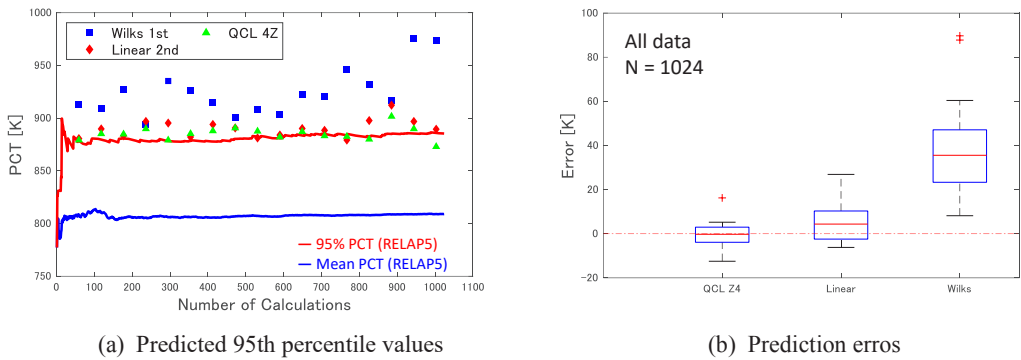 Wilks 1st
QCL 4Z
Linear 2nd
1000
950
900
850
800
750
PCT [K]
95% PCT (RELAP5)
Mean PCT (RELAP5)
0 100 200 300 400 500 600 700 800 900 1000 1100
Number of Calculations
(a) Predicted 95th percentile values
All data
N = 1024
100
80
60
40
20
0
−20
Error [K]
QCL Z4 Linear Wilks
(b) Prediction erros